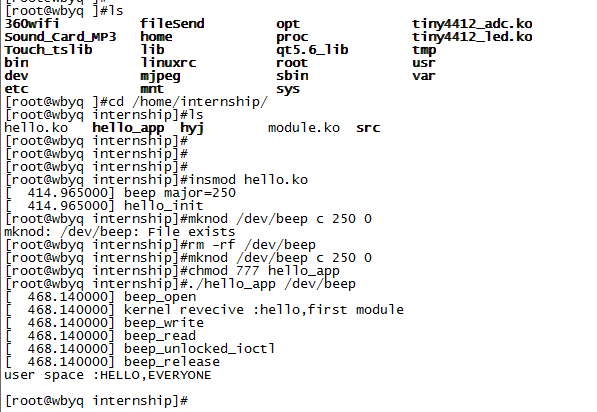 [root@wbyq ]#
[root@wbyq ]#ls
360wifi fileSend opt tiny4412_adc.ko
Sound_Card_MP3 home proc tiny4412_led.ko
Touch_tslib lib qt5.6_lib tmp
bin linuxrc root usr
dev mjpeg sbin var
etc mnt sys
[root@wbyq ]#cd /home/internship/
[root@wbyq internship]#ls
hello.ko hello_app hyj module.ko src
[root@wbyq internship]#
[root@wbyq internship]#
[root@wbyq internship]#
[root@wbyq internship]#insmod hello.ko
[  414.965000] beep major=250
[  414.965000] hello_init
[root@wbyq internship]#mknod /dev/beep c 250 0
mknod: /dev/beep: File exists
[root@wbyq internship]#rm -rf /dev/beep
[root@wbyq internship]#mknod /dev/beep c 250 0
[root@wbyq internship]#chmod 777 hello_app
[root@wbyq internship]#./hello_app /dev/beep
[  468.140000] beep_open
[  468.140000] kernel revecive :hello,first module
[  468.140000] beep_write
[  468.140000] beep_read
[  468.140000] beep_unlocked_ioctl
[  468.140000] beep_release
user space :HELLO,EVERYONE
[root@wbyq internship]#